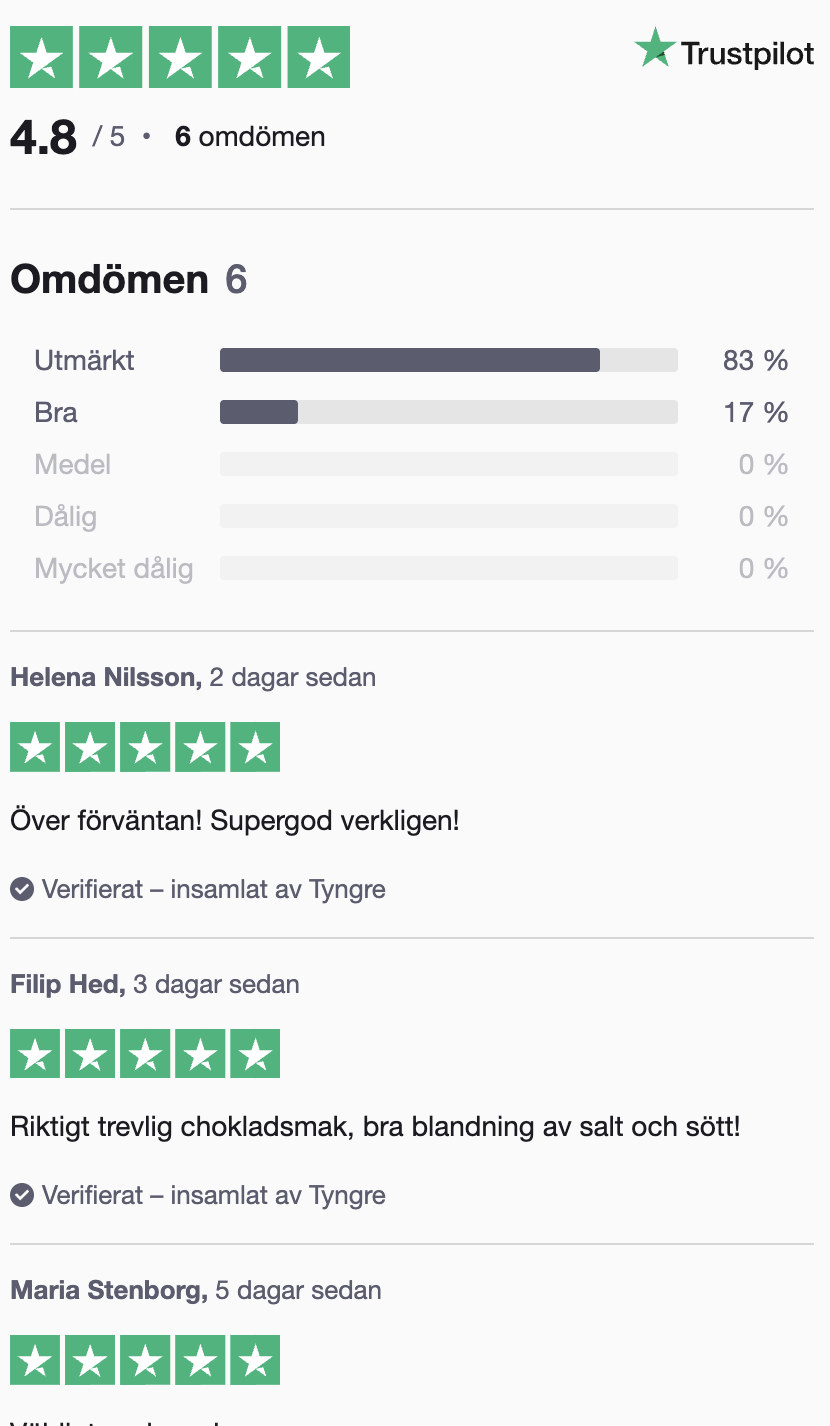 Trustpilot
4.8 / 5 • 6 omdömen
Omdömen 6
Utmärkt 83 %
Bra 17 %
Medel 0 %
Dålig 0 %
Mycket dålig 0 %
Helena Nilsson, 2 dagar sedan
Över förväntan! Supergod verkligen!
Verifierat – insamlat av Tyngre
Filip Hed, 3 dagar sedan
Riktigt trevlig chokladsmak, bra blandning av salt och sött!
Verifierat – insamlat av Tyngre
Maria Stenborg, 5 dagar sedan